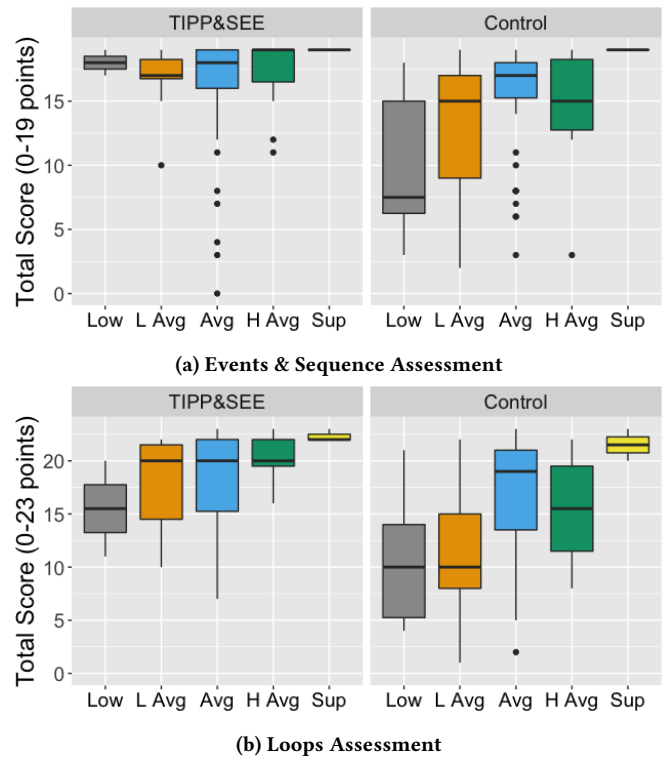 TIPP&SEE Control
Total Score (0-19 points)
15
10
5
0
Low L Avg Avg H Avg Sup Low L Avg Avg H Avg Sup
(a) Events & Sequence Assessment
TIPP&SEE Control
Total Score (0-23 points)
20
15
10
5
0
Low L Avg Avg H Avg Sup Low L Avg Avg H Avg Sup
(b) Loops Assessment